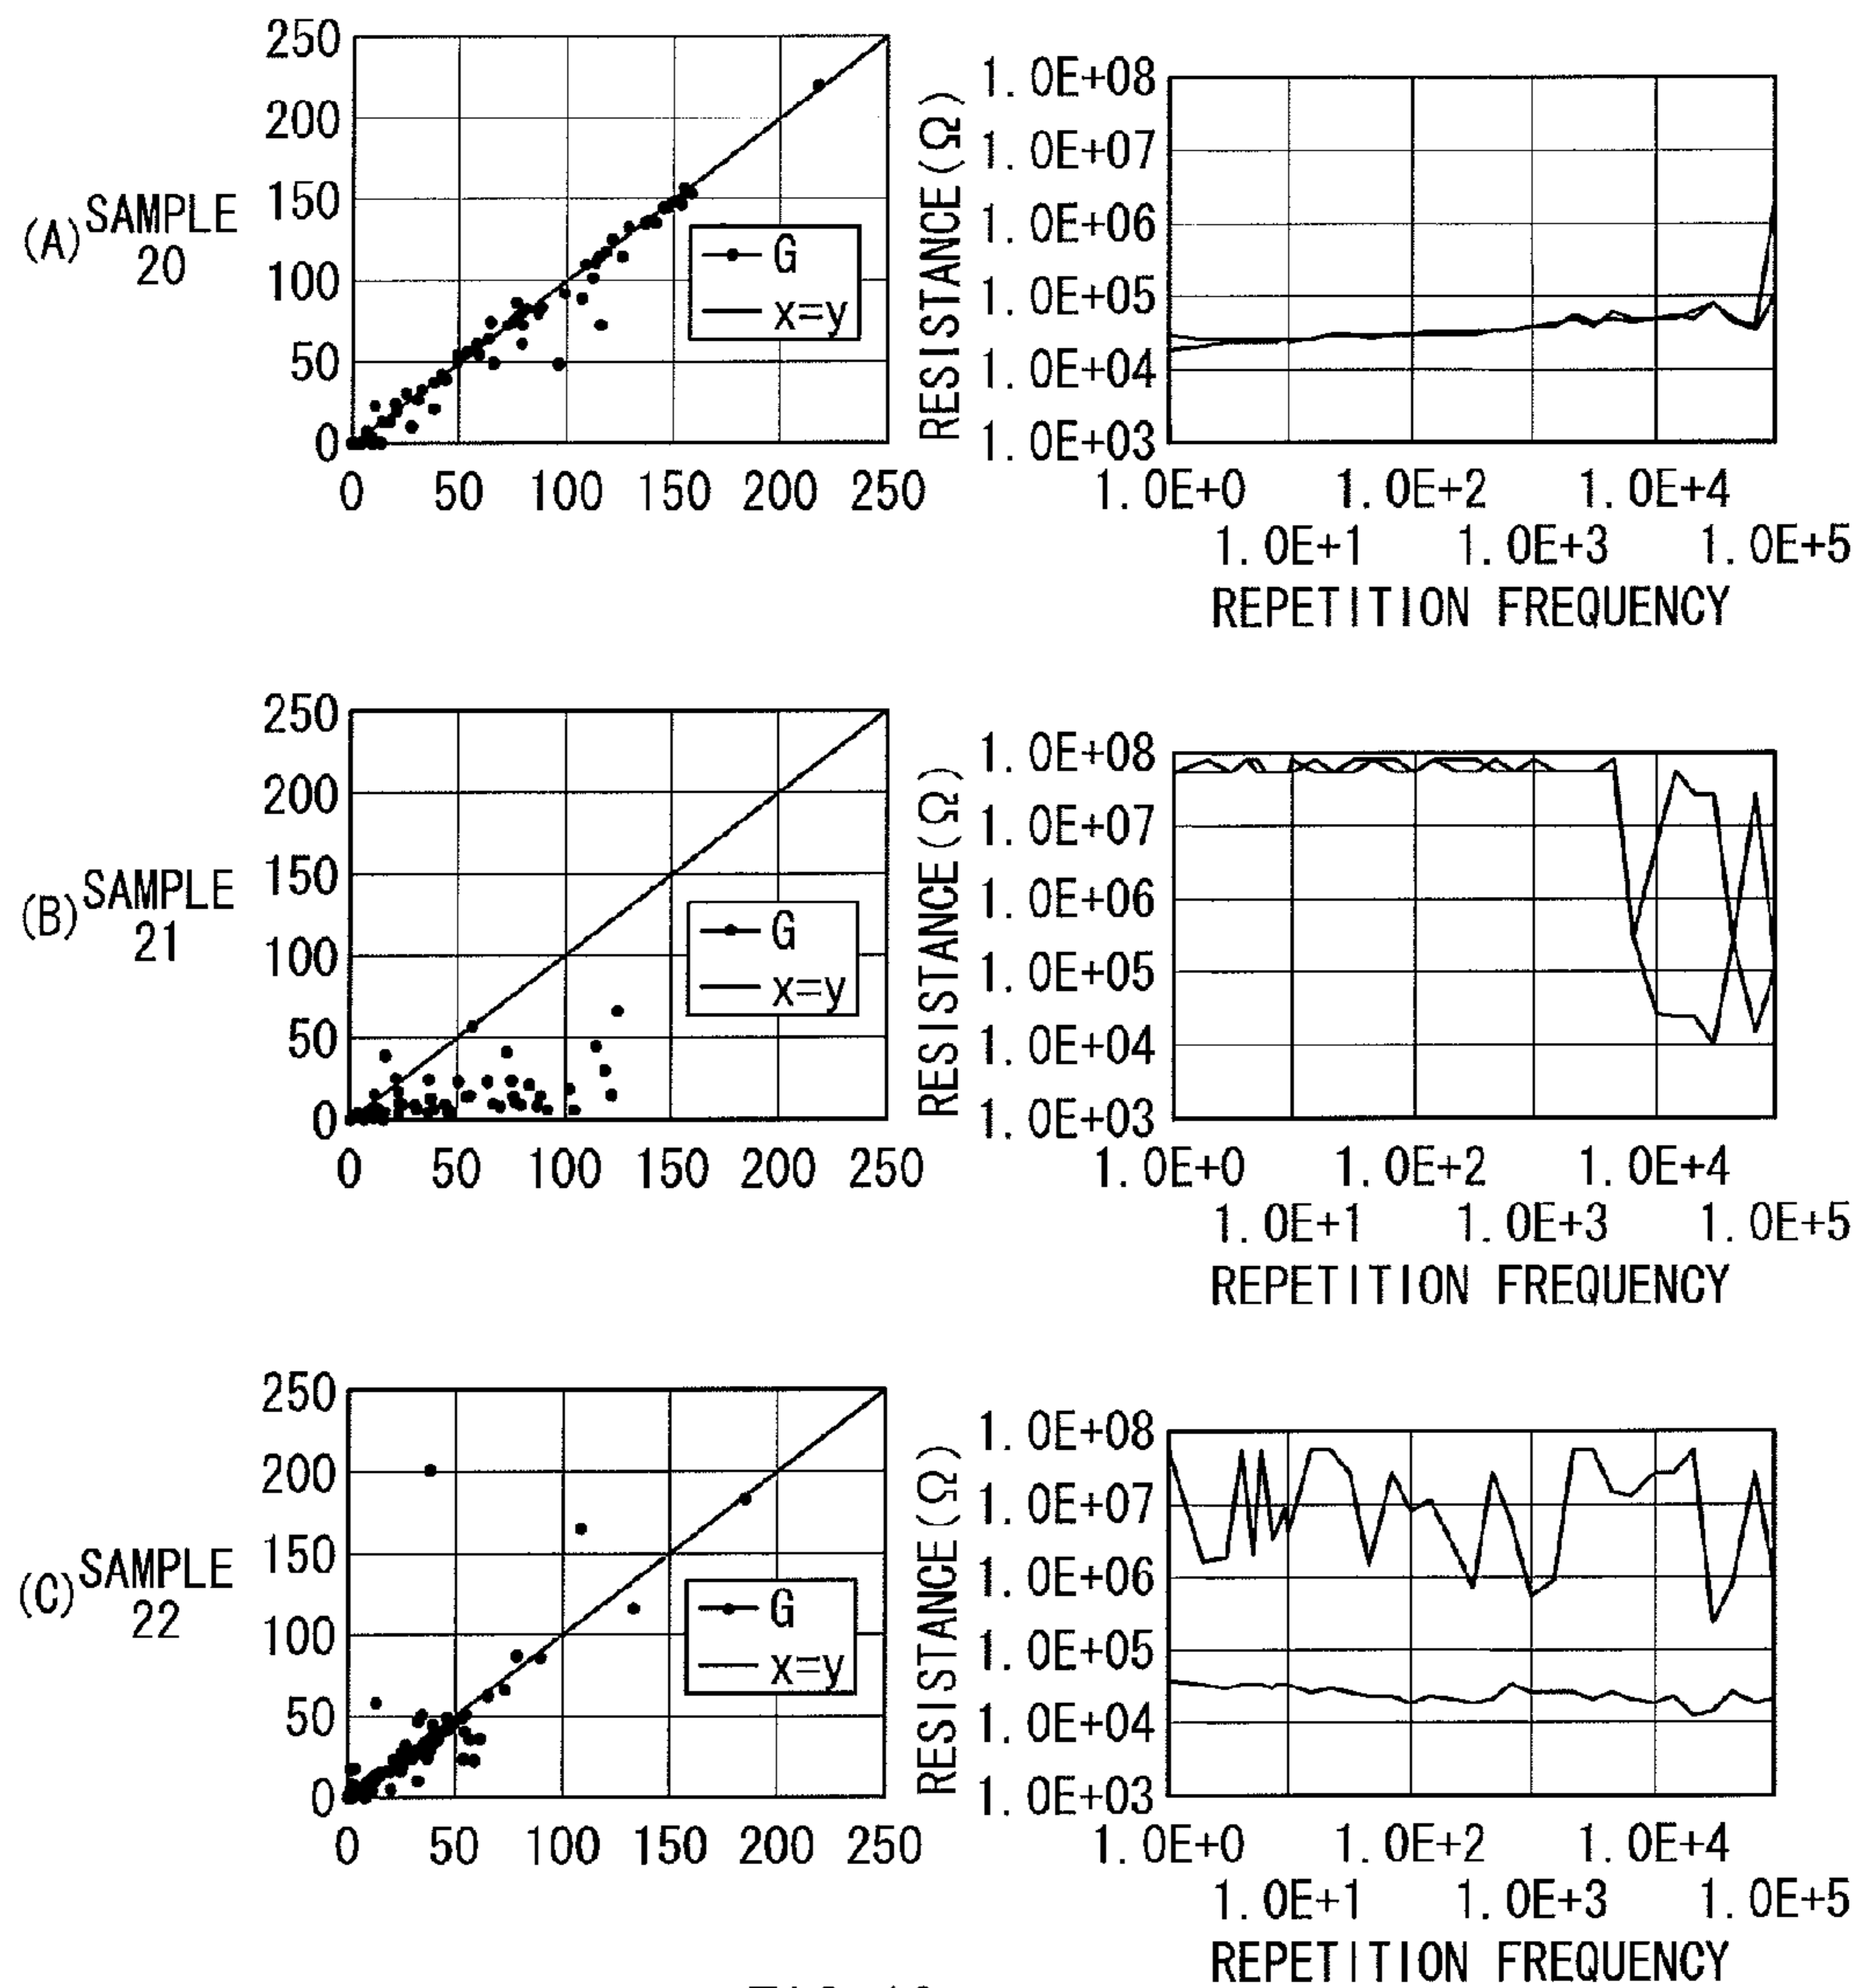 (A) SAMPLE 20
250
200
150
100
50
0
0 50 100 150 200 250
G
x=y
RESISTANCE(Ω)
1.0E+08
1.0E+07
1.0E+06
1.0E+05
1.0E+04
1.0E+03
1.0E+0 1.0E+2 1.0E+4
1.0E+1 1.0E+3 1.0E+5
REPETITION FREQUENCY
(B) SAMPLE 21
250
200
150
100
50
0
0 50 100 150 200 250
G
x=y
RESISTANCE(Ω)
1.0E+08
1.0E+07
1.0E+06
1.0E+05
1.0E+04
1.0E+03
1.0E+0 1.0E+2 1.0E+4
1.0E+1 1.0E+3 1.0E+5
REPETITION FREQUENCY
(C) SAMPLE 22
250
200
150
100
50
0
0 50 100 150 200 250
G
x=y
RESISTANCE(Ω)
1.0E+08
1.0E+07
1.0E+06
1.0E+05
1.0E+04
1.0E+03
1.0E+0 1.0E+2 1.0E+4
1.0E+1 1.0E+3 1.0E+5
REPETITION FREQUENCY